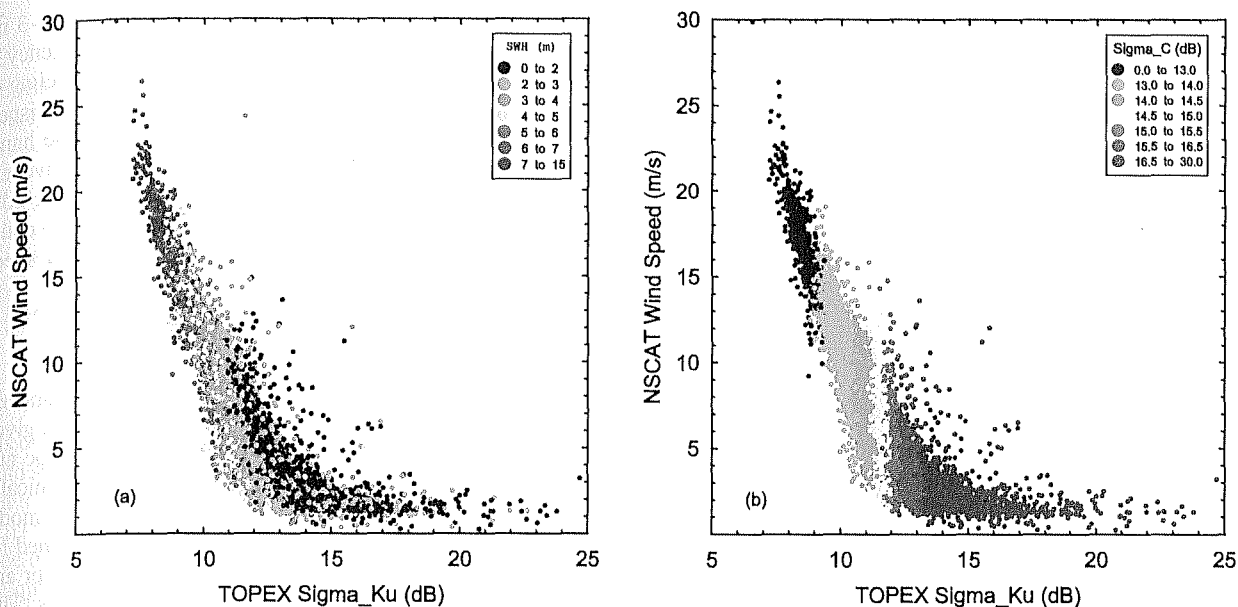 30
25
20
15
10
5
NSCAT Wind Speed (m/s)
SWH (m)
0 to 2
2 to 3
3 to 4
4 to 5
5 to 6
6 to 7
7 to 15
(a)
5
10
15
20
25
TOPEX Sigma_Ku (dB)
30
25
20
15
10
5
NSCAT Wind Speed (m/s)
Sigma_C (dB)
0.0 to 13.0
13.0 to 14.0
14.0 to 14.5
14.5 to 15.0
15.0 to 15.5
15.5 to 16.5
16.5 to 30.0
(b)
5
10
15
20
25
TOPEX Sigma_Ku (dB)